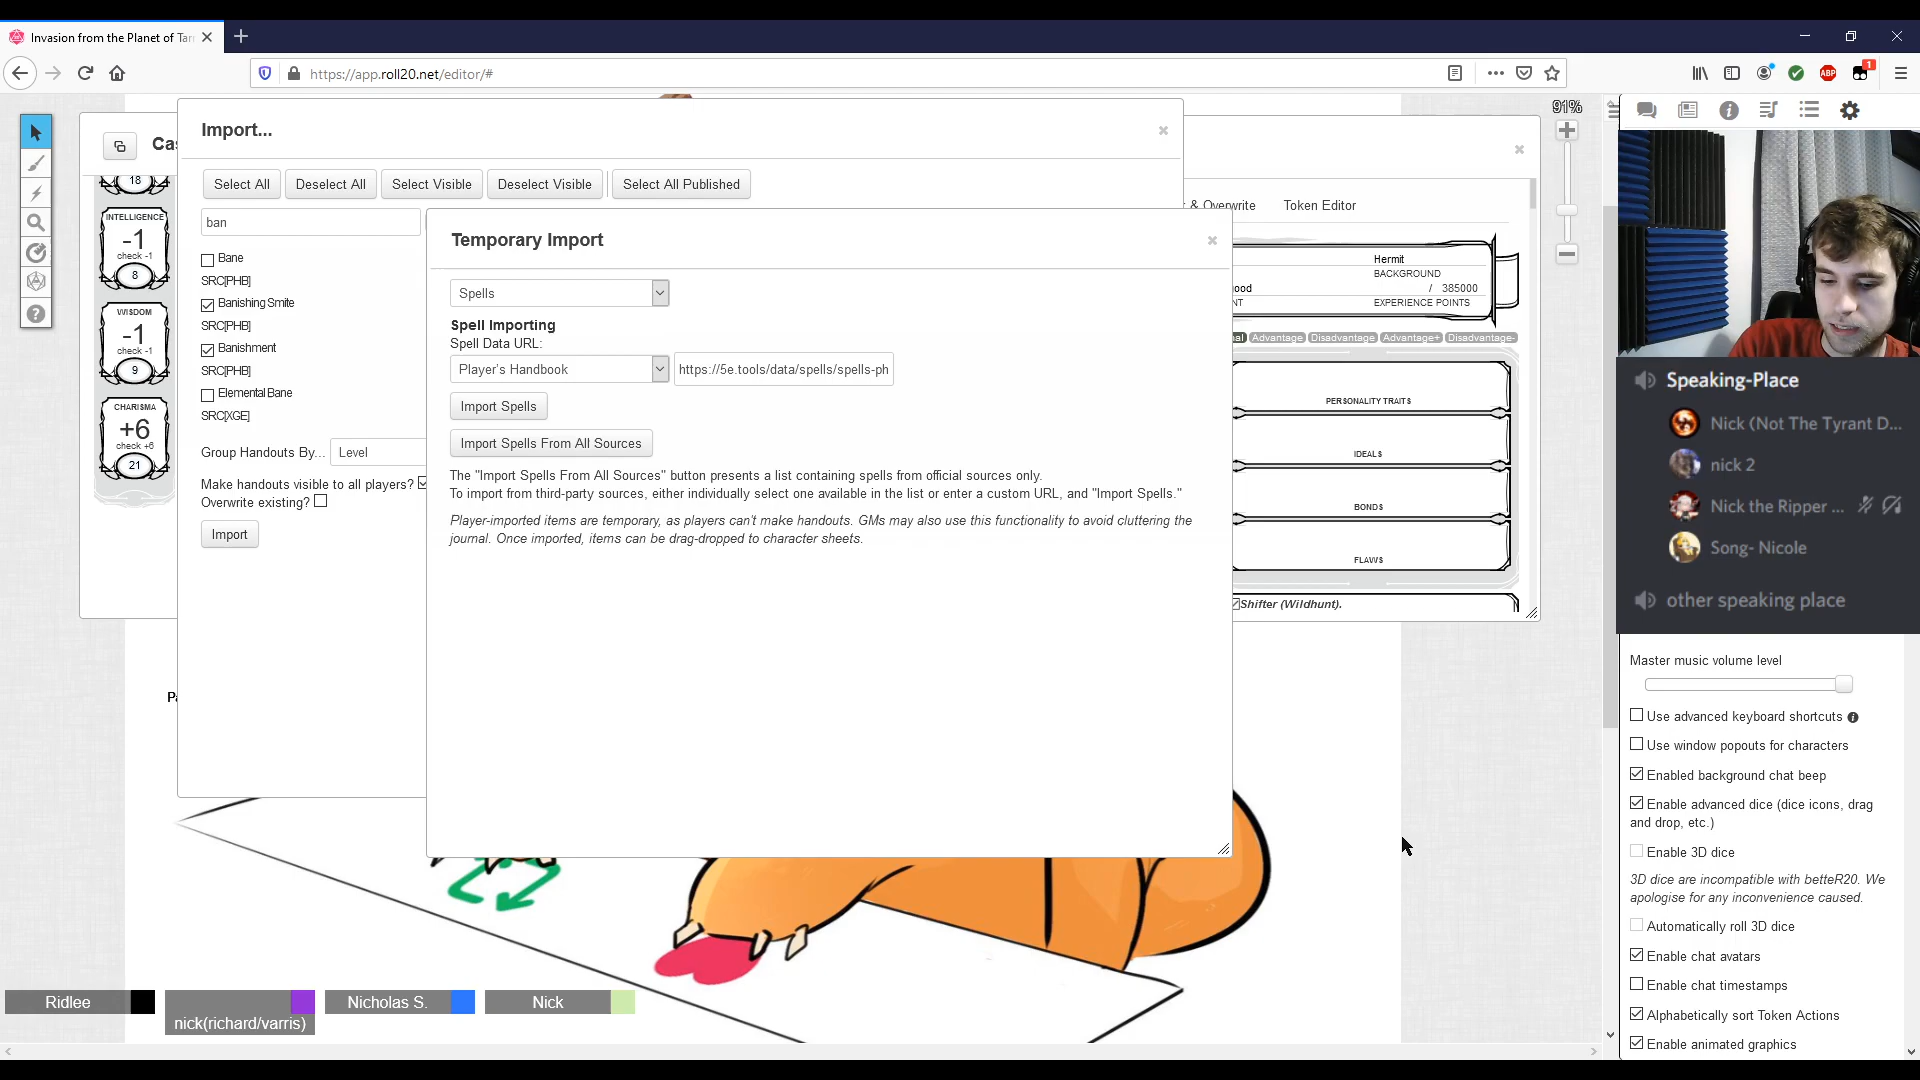 Invasion from the Planet of Tar
https://app.roll20.net/editor/#
ABP
1
91%
Import...
Select All
Deselect All
Select Visible
Deselect Visible
Select All Published
ban
Bane
SRC[PHB]
Banishing Smite
SRC[PHB]
Banishment
SRC[PHB]
Elemental Bane
SRC[XGE]
Group Handouts By...
Level
Make handouts visible to all players?
Overwrite existing?
Import
18
INTELLIGENCE
-1
check -1
8
WISDOM
-1
check -1
9
CHARISMA
+6
check +6
21
Temporary Import
Spells
Spell Importing
Spell Data URL:
Player's Handbook
https://5e.tools/data/spells/spells-ph
Import Spells
Import Spells From All Sources
The "Import Spells From All Sources" button presents a list containing spells from official sources only.
To import from third-party sources, either individually select one available in the list or enter a custom URL, and "Import Spells."
Player-imported items are temporary, as players can't make handouts. GMs may also use this functionality to avoid cluttering the
journal. Once imported, items can be drag-dropped to character sheets.
& Overwrite
Token Editor
Hermit
BACKGROUND
ood
/ 385000
NT
EXPERIENCE POINTS
Advantage
Disadvantage
Advantage+
Disadvantage-
PERSONALITY TRAITS
IDEALS
BONDS
FLAWS
Shifter (Wildhunt).
Speaking-Place
Nick (Not The Tyrant D...
nick 2
Nick the Ripper ...
Song- Nicole
other speaking place
Master music volume level
Use advanced keyboard shortcuts
Use window popouts for characters
Enabled background chat beep
Enable advanced dice (dice icons, drag
and drop, etc.)
Enable 3D dice
3D dice are incompatible with betteR20. We
apologise for any inconvenience caused.
Automatically roll 3D dice
Enable chat avatars
Enable chat timestamps
Alphabetically sort Token Actions
Enable animated graphics
Ridlee
nick(richard/varris)
Nicholas S.
Nick